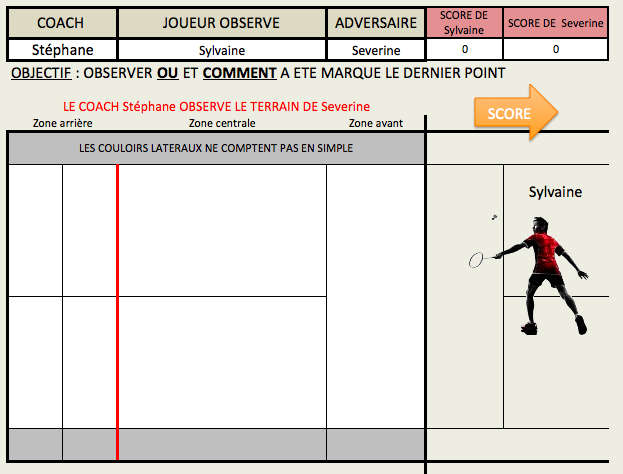 COACH JOUEUR OBSERVE ADVERSAIRE SCORE DE Sylvaine SCORE DE Severine
Stéphane Sylvaine Severine 0 0
OBJECTIF : OBSERVER OU ET COMMENT A ETE MARQUE LE DERNIER POINT
LE COACH Stéphane OBSERVE LE TERRAIN DE Severine
SCORE
Zone arrière Zone centrale Zone avant
LES COULOIRS LATERAUX NE COMPTENT PAS EN SIMPLE
Sylvaine